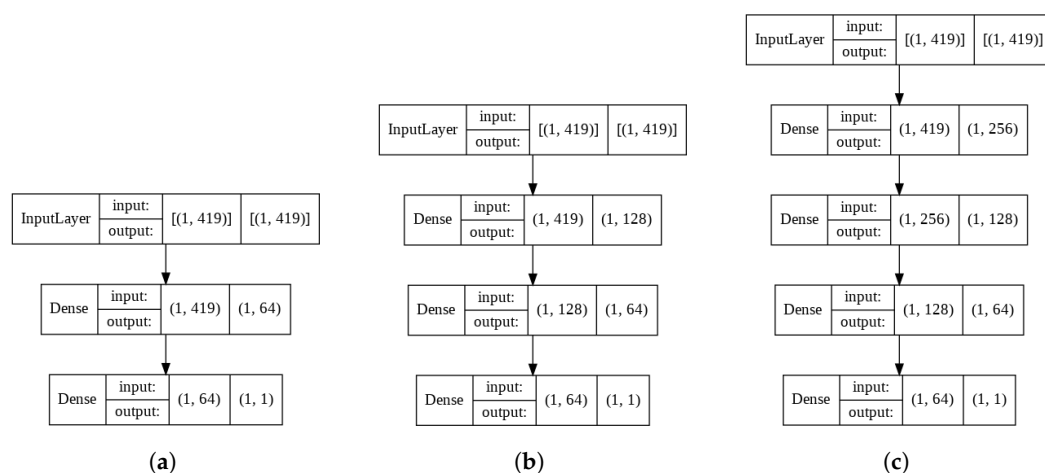 InputLayer input: output: [(1, 419)] [(1, 419)]
Dense input: output: (1, 419) (1, 64)
Dense input: output: (1, 64) (1, 1)
(a)
InputLayer input: output: [(1, 419)] [(1, 419)]
Dense input: output: (1, 419) (1, 128)
Dense input: output: (1, 128) (1, 64)
Dense input: output: (1, 64) (1, 1)
(b)
InputLayer input: output: [(1, 419)] [(1, 419)]
Dense input: output: (1, 419) (1, 256)
Dense input: output: (1, 256) (1, 128)
Dense input: output: (1, 128) (1, 64)
Dense input: output: (1, 64) (1, 1)
(c)